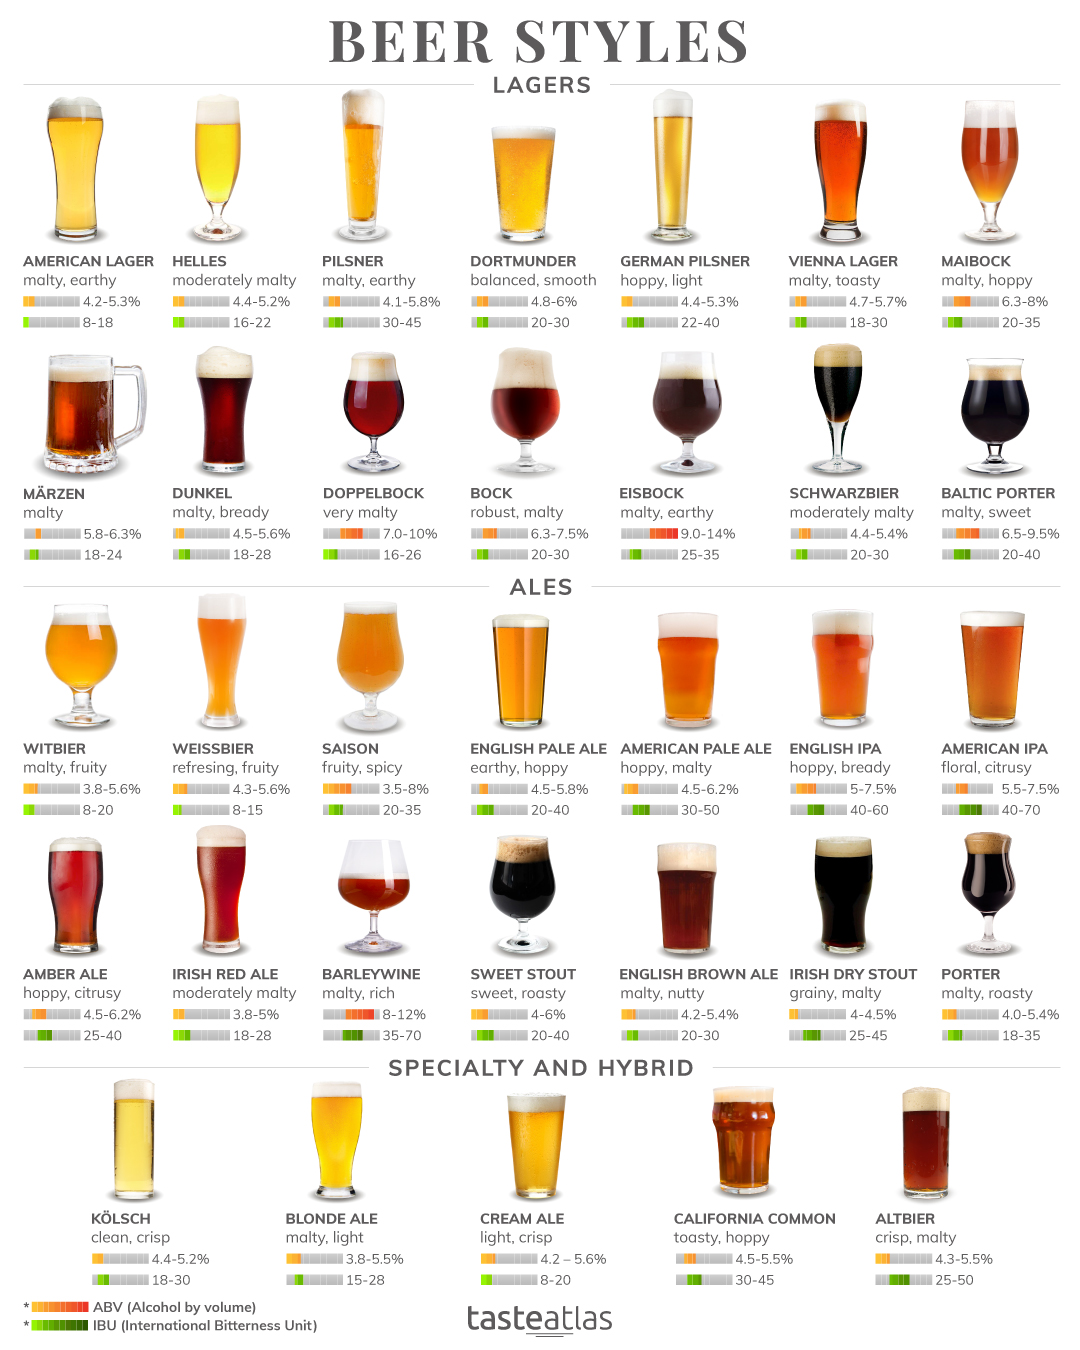 BEER STYLES
LAGERS
AMERICAN LAGER
malty, earthy
4.2-5.3%
8-18
HELLES
moderately malty
4.4-5.2%
16-22
PILSNER
malty, earthy
4.1-5.8%
30-45
DORTMUNDER
balanced, smooth
4.8-6%
20-30
GERMAN PILSNER
hoppy, light
4.4-5.3%
22-40
VIENNA LAGER
malty, toasty
4.7-5.7%
18-30
MAIBOCK
malty, hoppy
6.3-8%
20-35
MÄRZEN
malty
5.8-6.3%
18-24
DUNKEL
malty, bready
4.5-5.6%
18-28
DOPPELBOCK
very malty
7.0-10%
16-26
BOCK
robust, malty
6.3-7.5%
20-30
EISBOCK
malty, earthy
9.0-14%
25-35
SCHWARZBIER
moderately malty
4.4-5.4%
20-30
BALTIC PORTER
malty, sweet
6.5-9.5%
20-40
ALES
WITBIER
malty, fruity
3.8-5.6%
8-20
WEISSBIER
refresing, fruity
4.3-5.6%
8-15
SAISON
fruity, spicy
3.5-8%
20-35
ENGLISH PALE ALE
earthy, hoppy
4.5-5.8%
20-40
AMERICAN PALE ALE
hoppy, malty
4.5-6.2%
30-50
ENGLISH IPA
hoppy, bready
5-7.5%
40-60
AMERICAN IPA
floral, citrusy
5.5-7.5%
40-70
AMBER ALE
hoppy, citrusy
4.5-6.2%
25-40
IRISH RED ALE
moderately malty
3.8-5%
18-28
BARLEYWINE
malty, rich
8-12%
35-70
SWEET STOUT
sweet, roasty
4-6%
20-40
ENGLISH BROWN ALE
malty, nutty
4.2-5.4%
20-30
IRISH DRY STOUT
grainy, malty
4-4.5%
25-45
PORTER
malty, roasty
4.0-5.4%
18-35
SPECIALTY AND HYBRID
KÖLSCH
clean, crisp
4.4-5.2%
18-30
BLONDE ALE
malty, light
3.8-5.5%
15-28
CREAM ALE
light, crisp
4.2 – 5.6%
8-20
CALIFORNIA COMMON
toasty, hoppy
4.5-5.5%
30-45
ALTBIER
crisp, malty
4.3-5.5%
25-50
* ABV (Alcohol by volume)
* IBU (International Bitterness Unit)
tasteatlas